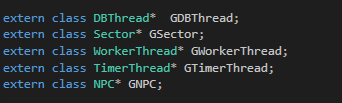 extern class DBThread*  GDBThread;
extern class Sector* GSector;
extern class WorkerThread* GWorkerThread;
extern class TimerThread* GTimerThread;
extern class NPC* GNPC;